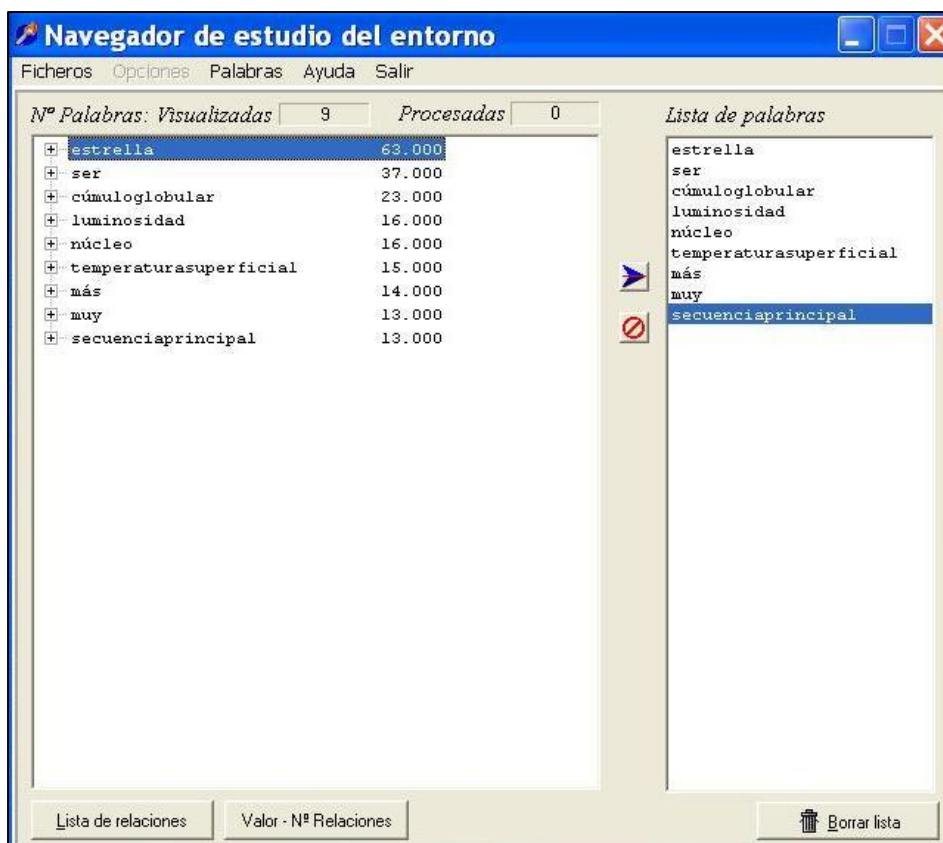 Navegador de estudio del entorno
Ficheros Opciones Palabras Ayuda Salir
Nº Palabras: Visualizadas 9 Procesadas 0
estrella 63.000
ser 37.000
cúmuloglobular 23.000
luminosidad 16.000
núcleo 16.000
temperaturasuperficial 15.000
más 14.000
muy 13.000
secuenciaprincipal 13.000
Lista de palabras
estrella
ser
cúmuloglobular
luminosidad
núcleo
temperaturasuperficial
más
muy
secuenciaprincipal
Lista de relaciones Valor - Nº Relaciones Borrar lista